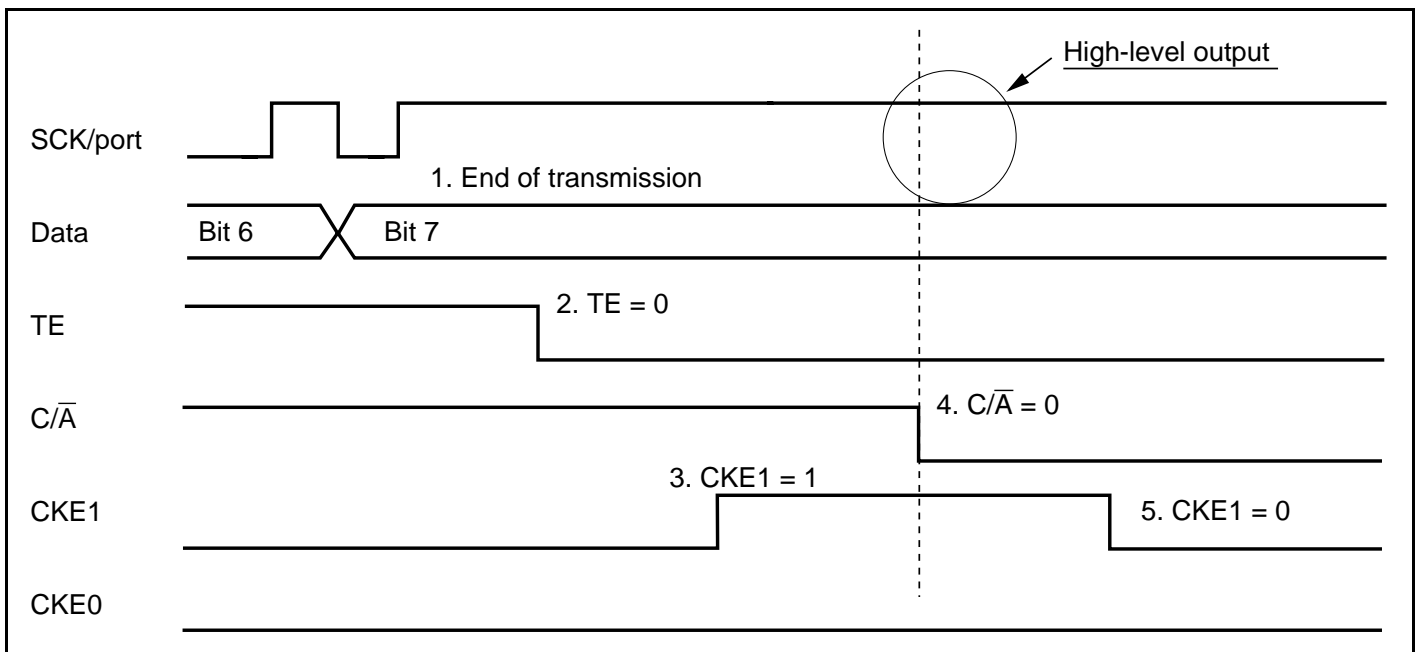 High-level output
SCK/port
1. End of transmission
Data
Bit 6
Bit 7
TE
2. TE = 0
C/A̅
4. C/A̅ = 0
3. CKE1 = 1
CKE1
5. CKE1 = 0
CKE0